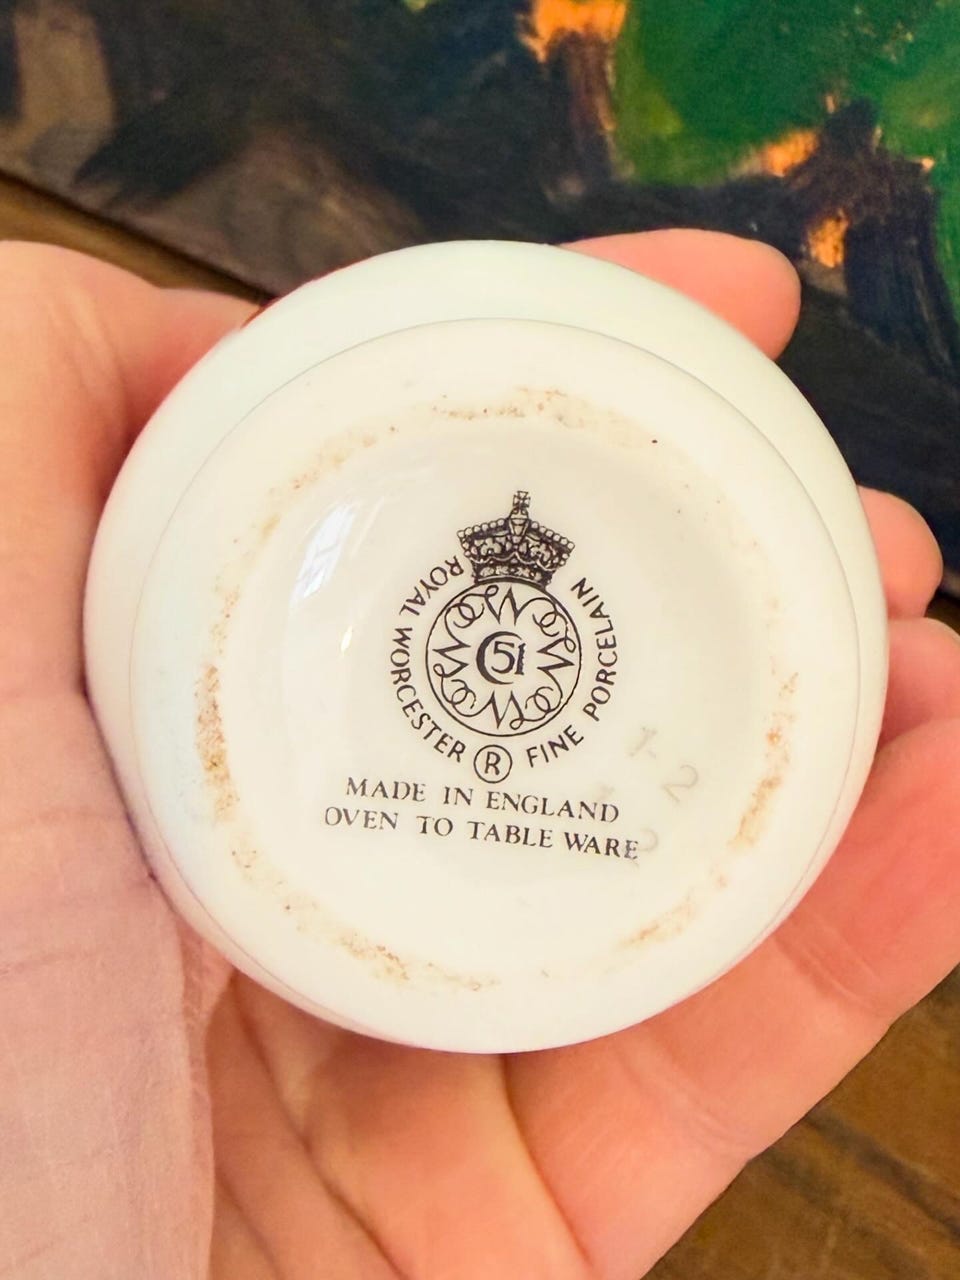 ROYAL WORCESTER ® FINE PORCELAIN
51
MADE IN ENGLAND
OVEN TO TABLE WARE